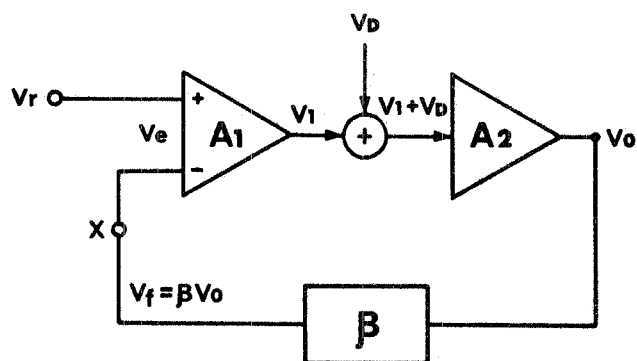 VD
Vr
+
Ve
A1
V1
+
V1+VD
A2
Vo
-
X
Vf = βVo
β